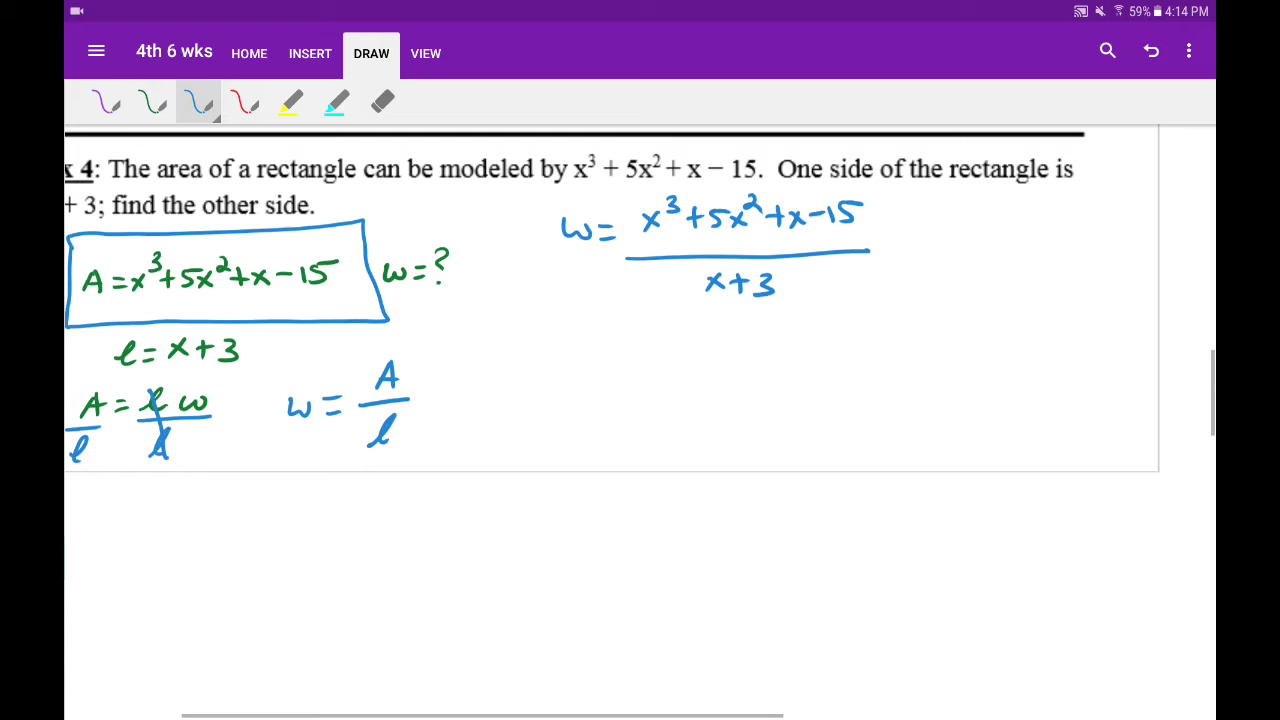 59% 4:14 PM
4th 6 wks HOME INSERT DRAW VIEW
x 4: The area of a rectangle can be modeled by x³ + 5x² + x − 15. One side of the rectangle is
+ 3; find the other side.
w = x³+5x²+x-15 / x+3
A = x³+5x²+x-15 w = ?
l = x+3
A/l = l w/l w = A/l